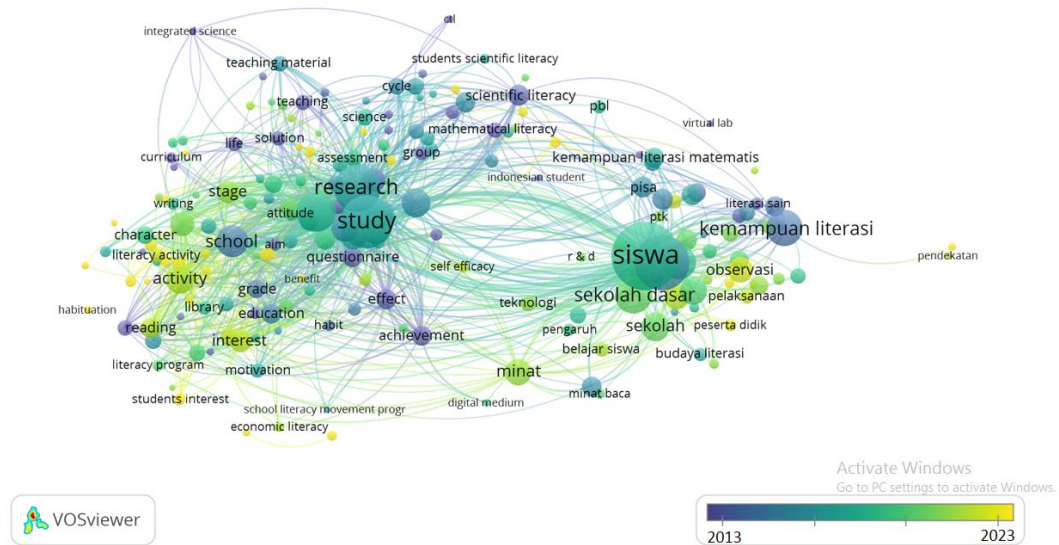 ctl
integrated science
students scientific literacy
teaching material
cycle
scientific literacy
teaching
pbl
science
virtual lab
solution
mathematical literacy
life
assessment
group
kemampuan literasi matematis
curriculum
indonesian student
research
pisa
stage
writing
literasi sain
attitude
study
ptk
kemampuan literasi
character
school
aim
siswa
literacy activity
questionnaire
r & d
pendekatan
self efficacy
observasi
activity
benefit
habituation
grade
sekolah dasar
pelaksanaan
effect
teknologi
library
education
reading
habit
sekolah
peserta didik
pengaruh
achievement
interest
belajar siswa
budaya literasi
literacy program
motivation
minat
minat baca
students interest
digital medium
school literacy movement progr
economic literacy
Activate Windows
Go to PC settings to activate Windows.
VOSviewer
2013
2023